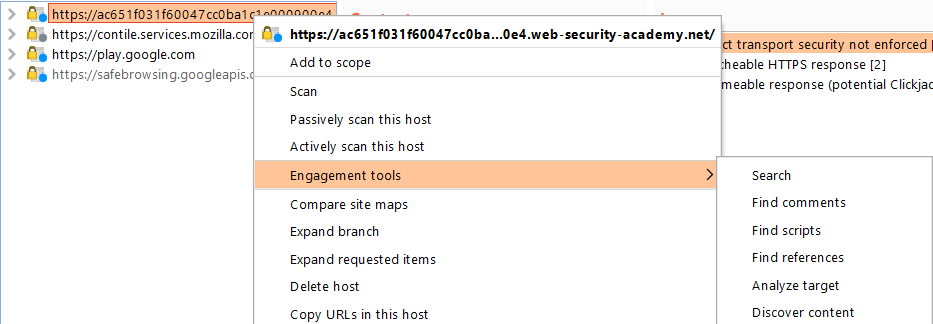 https://ac651f031f60047cc0ba1c1e000900e4
https://contile.services.mozilla.com
https://play.google.com
https://safebrowsing.googleapis.c
https://ac651f031f60047cc0ba...0e4.web-security-academy.net/
Add to scope
Scan
Passively scan this host
Actively scan this host
Engagement tools
Compare site maps
Expand branch
Expand requested items
Delete host
Copy URLs in this host
ct transport security not enforced [
cheable HTTPS response [2]
meable response (potential Clickjac
Search
Find comments
Find scripts
Find references
Analyze target
Discover content